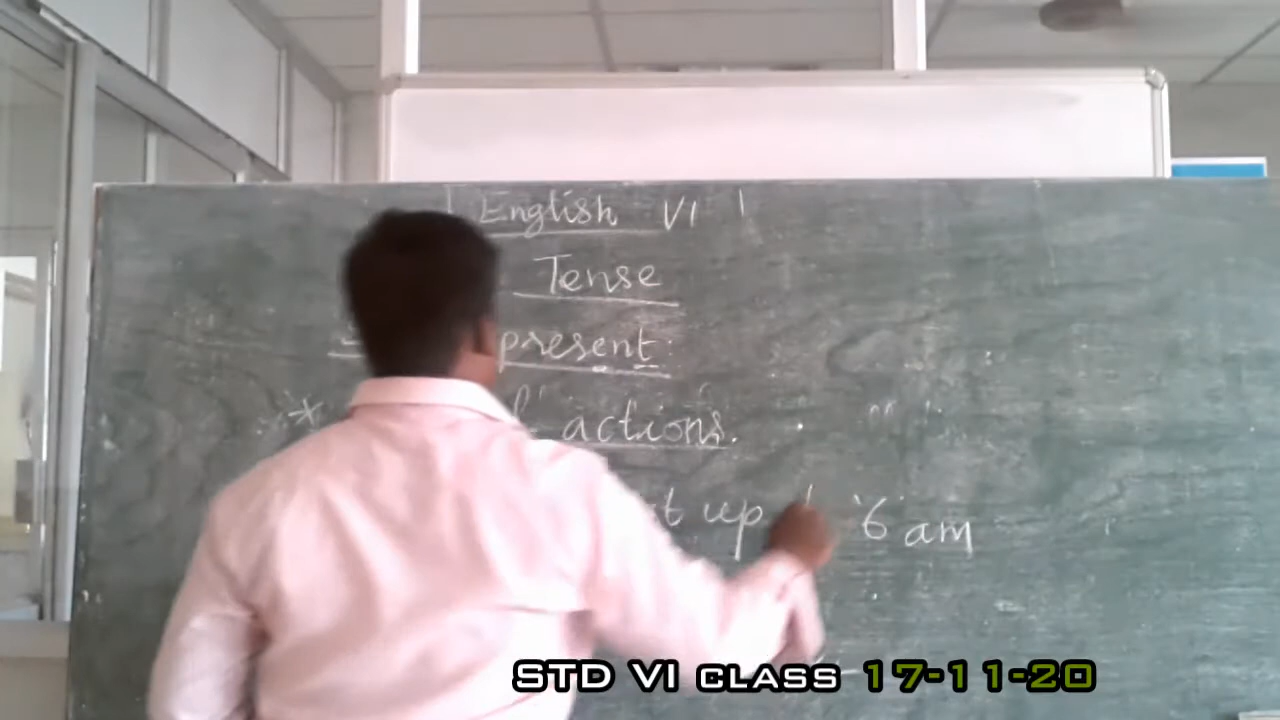 English VI
Tense
present:
* actions.
up 6 am
STD VI CLASS 17-11-20